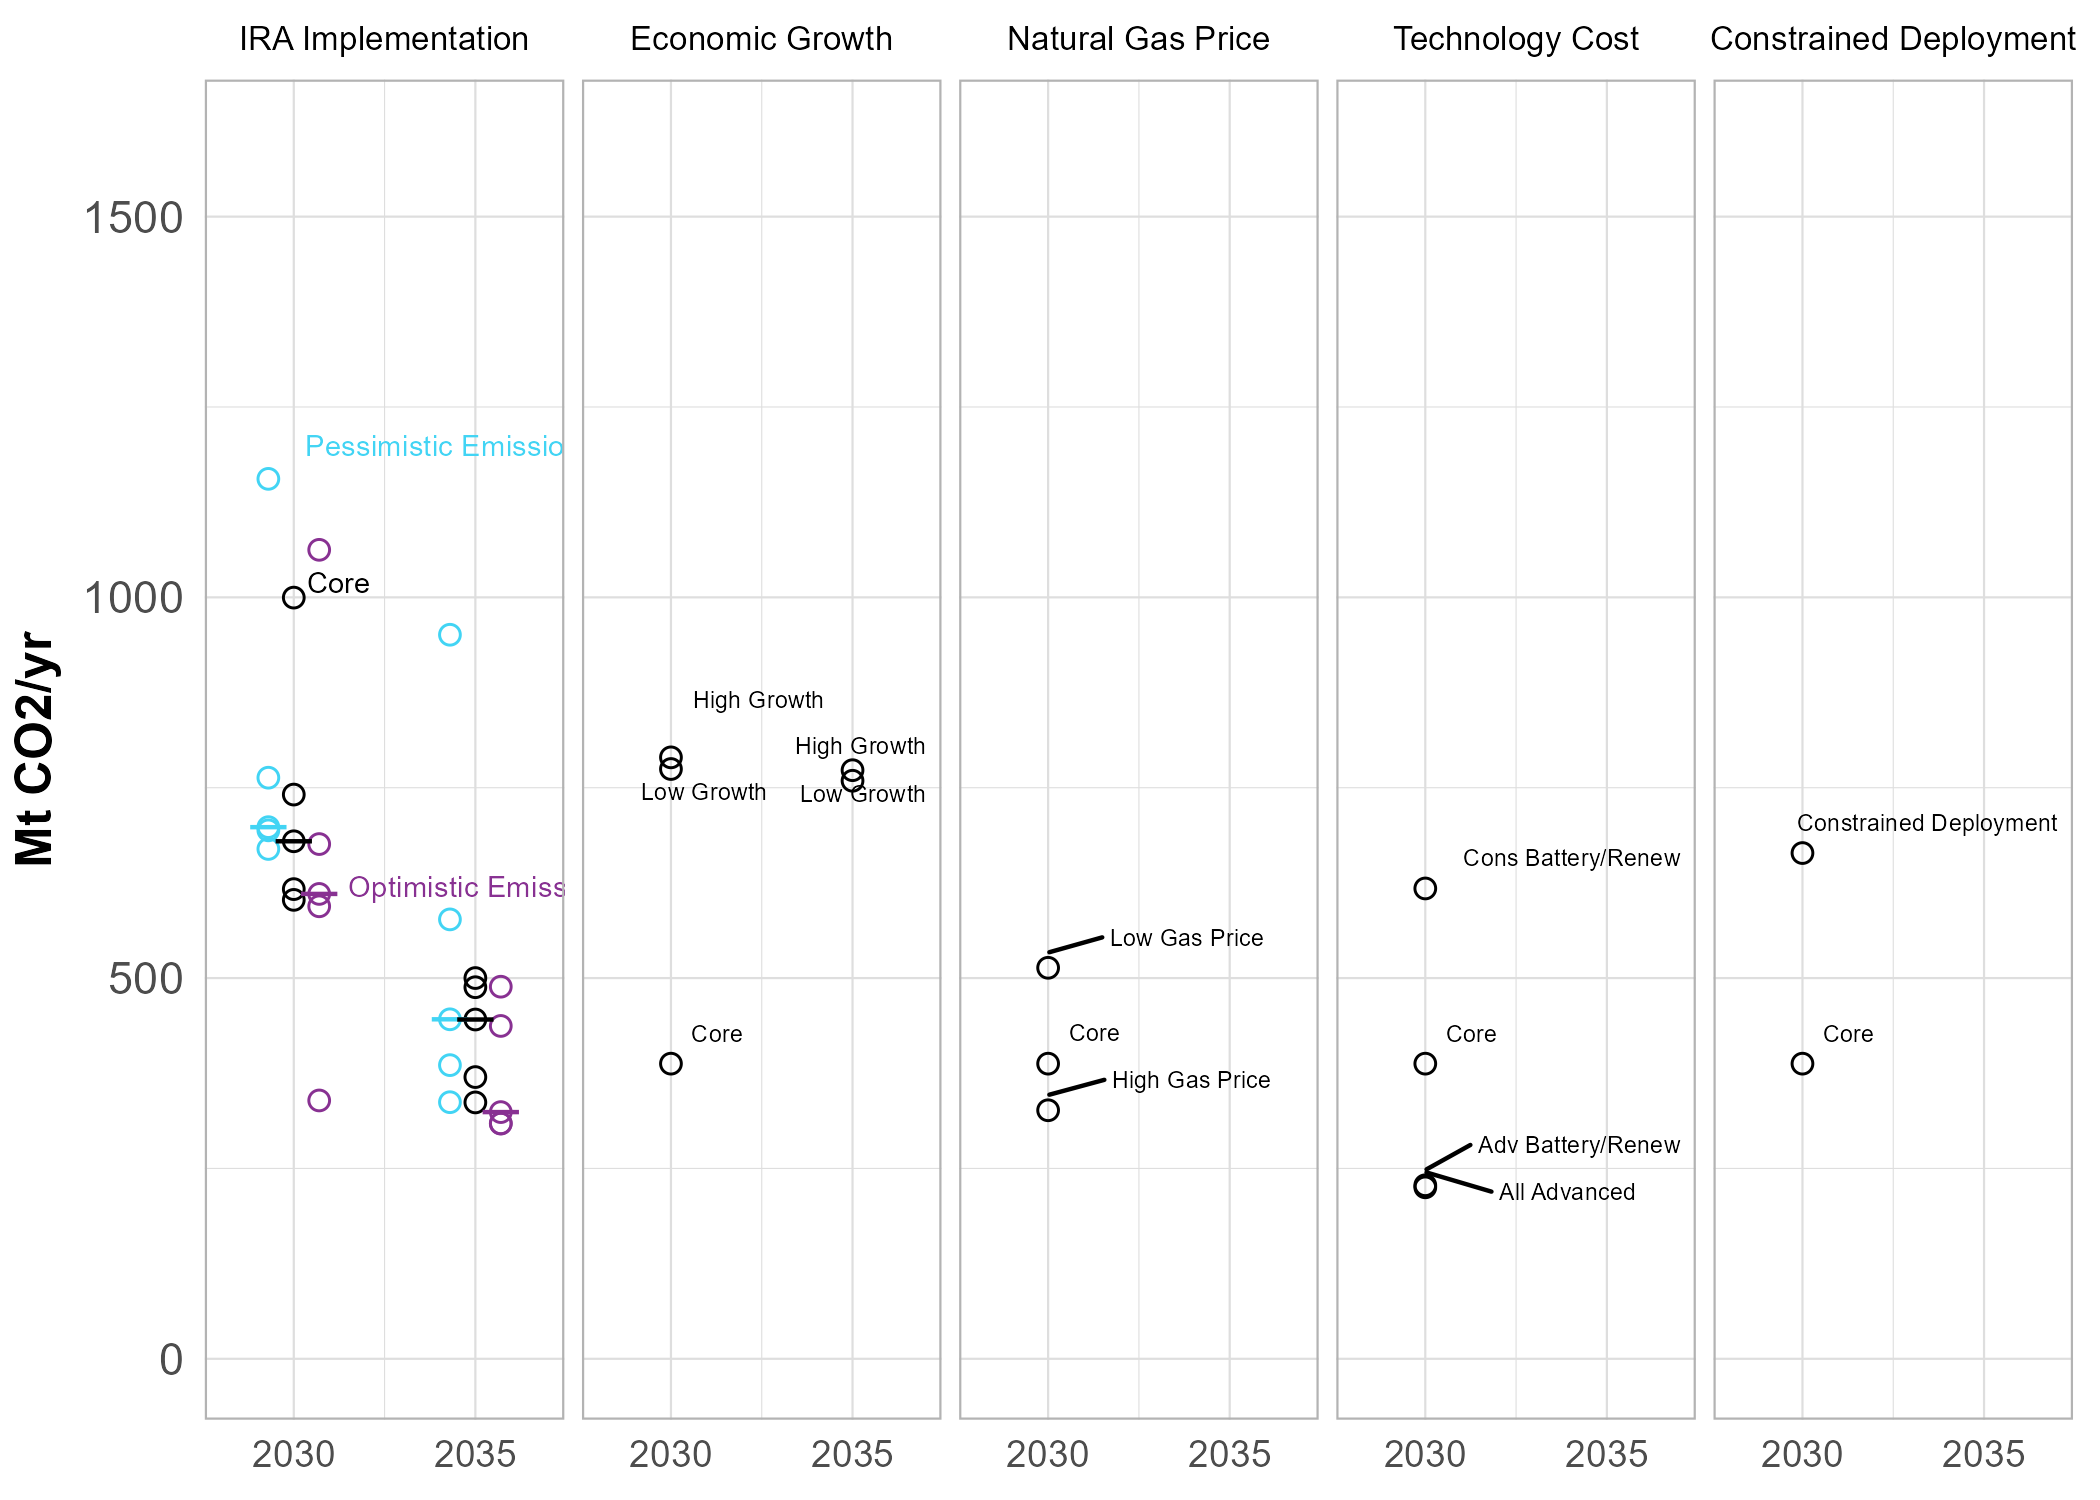 IRA Implementation
Economic Growth
Natural Gas Price
Technology Cost
Constrained Deployment
Mt CO2/yr
1500
1000
500
0
Pessimistic Emissio
Core
Optimistic Emiss
2030
2035
High Growth
High Growth
Low Growth
Low Growth
Core
2030
2035
Low Gas Price
Core
High Gas Price
2030
2035
Cons Battery/Renew
Core
Adv Battery/Renew
All Advanced
2030
2035
Constrained Deployment
Core
2030
2035